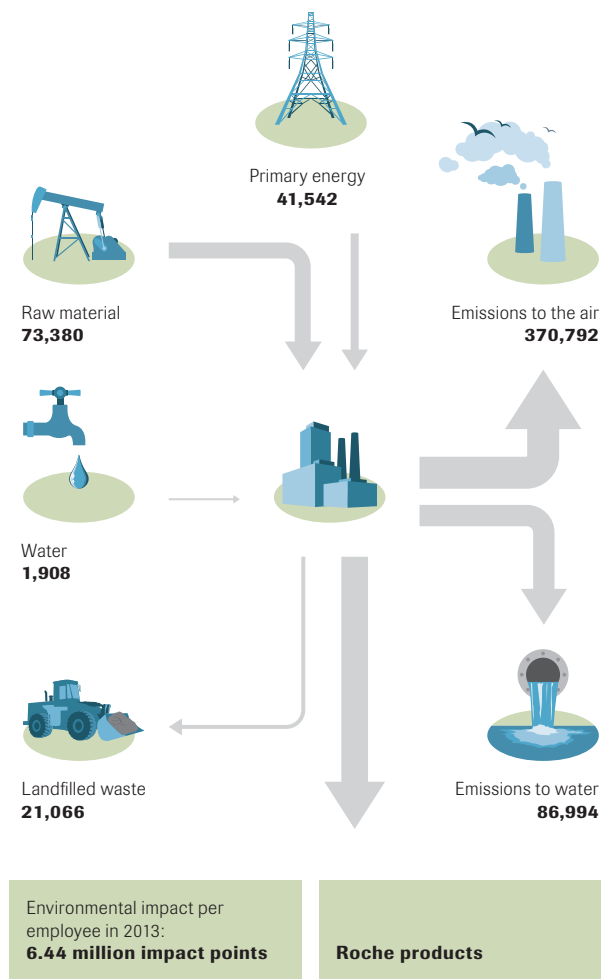 Primary energy
41,542
Raw material
73,380
Emissions to the air
370,792
Water
1,908
Landfilled waste
21,066
Emissions to water
86,994
Environmental impact per
employee in 2013:
6.44 million impact points
Roche products